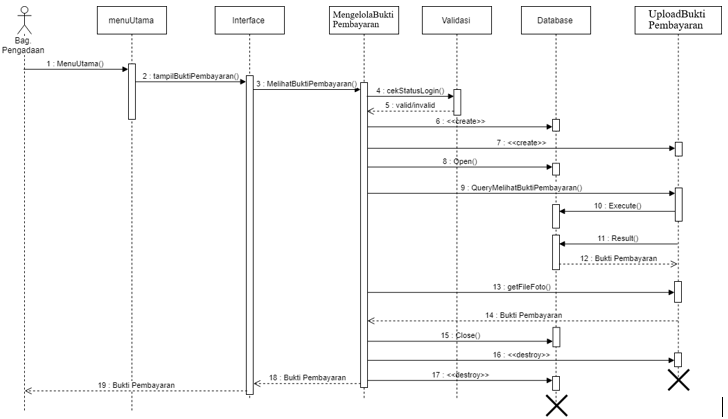 menuUtama
Interface
MengelolaBukti
Pembayaran
Validasi
Database
UploadBukti
Pembayaran
Bag.
Pengadaan
1 : MenuUtama()
2 : tampilBuktiPembayaran()
3 : MelihatBuktiPembayaran()
4 : cekStatusLogin()
5 : valid/invalid
6 : <<create>>
7 : <<create>>
8 : Open()
9 : QueryMelihatBuktiPembayaran()
10 : Execute()
11 : Result()
12 : Bukti Pembayaran
13 : getFileFoto()
14 : Bukti Pembayaran
15 : Close()
16 : <<destroy>>
17 : <<destroy>>
18 : Bukti Pembayaran
19 : Bukti Pembayaran